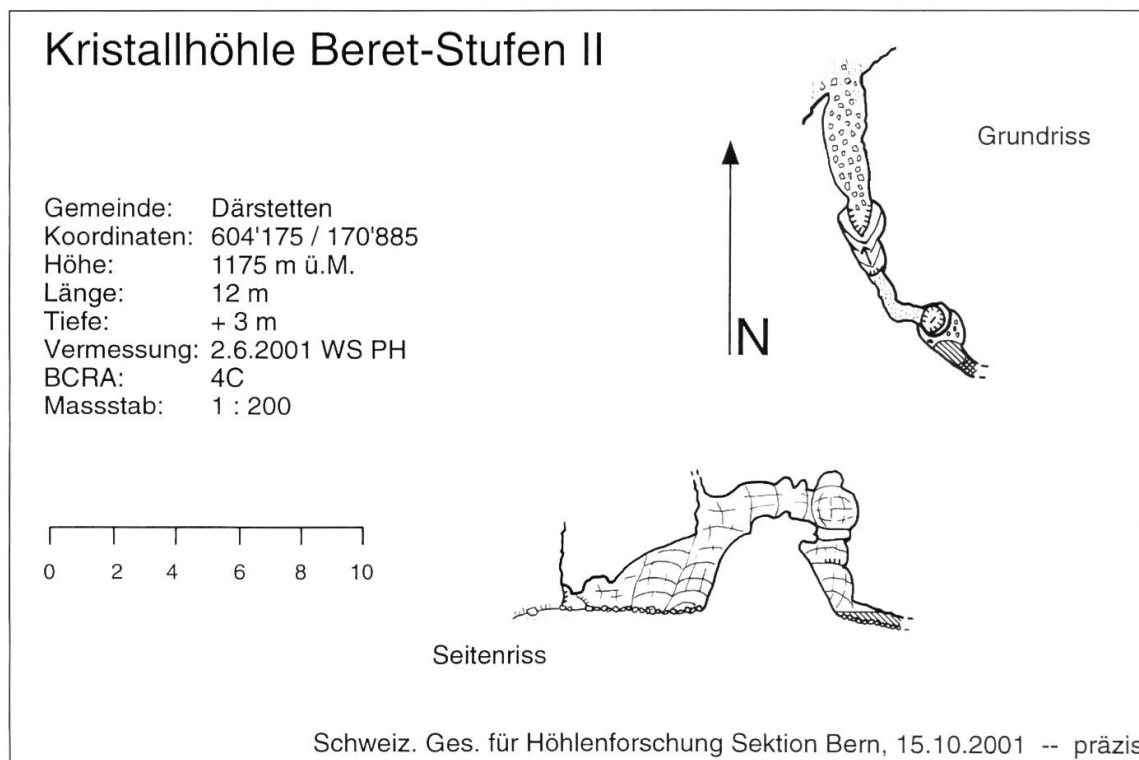 Kristallhöhle Beret-Stufen II
Grundriss
Gemeinde: Därstetten
Koordinaten: 604'175 / 170'885
Höhe: 1175 m ü.M.
Länge: 12 m
Tiefe: + 3 m
Vermessung: 2.6.2001 WS PH
BCRA: 4C
Massstab: 1 : 200
N
0 2 4 6 8 10
Seitenriss
Schweiz. Ges. für Höhlenforschung Sektion Bern, 15.10.2001 -- präzis